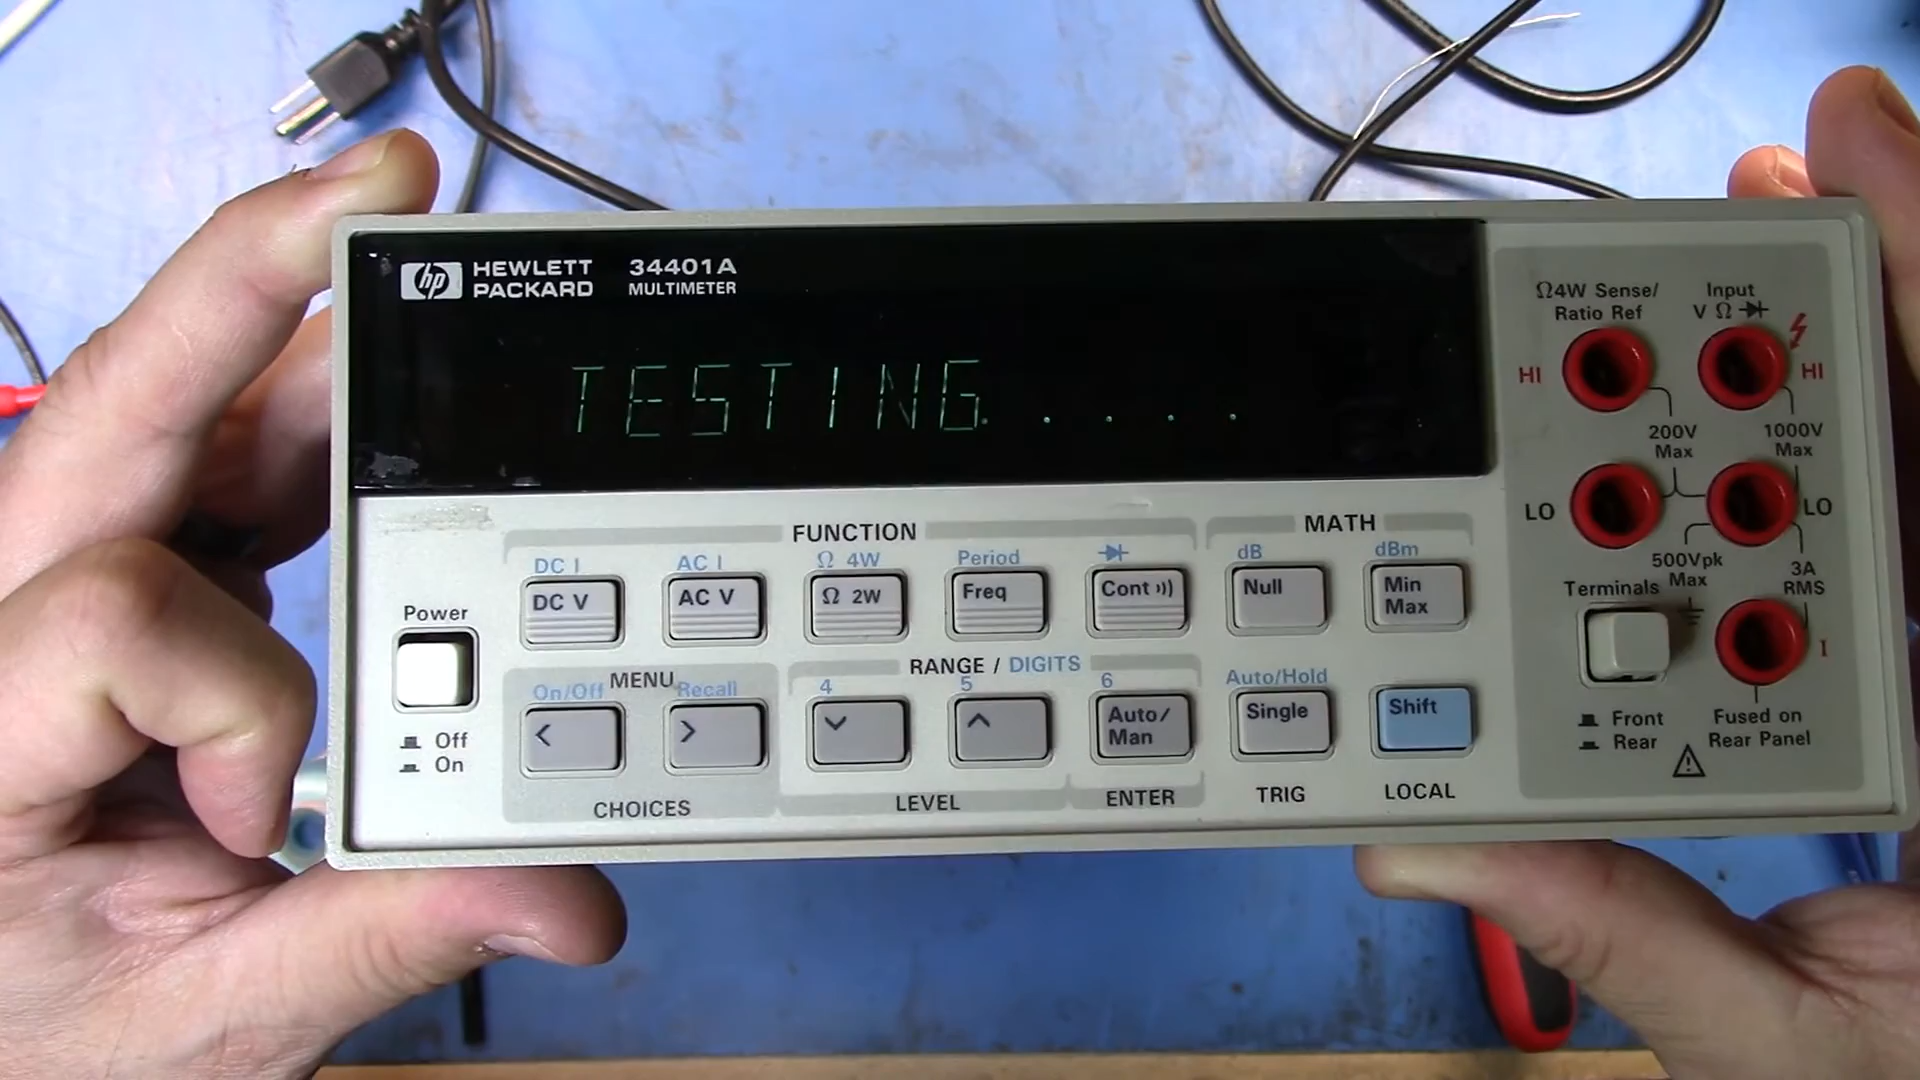 hp HEWLETT PACKARD 34401A MULTIMETER
TESTING.....
Ω4W Sense/ Ratio Ref
Input VΩ
HI
HI
200V Max
1000V Max
LO
LO
500Vpk Max
3A RMS
Terminals
I
Front
Rear
Fused on Rear Panel
FUNCTION
MATH
DC I
AC I
Ω 4W
Period
dB
dBm
DC V
AC V
Ω 2W
Freq
Cont
Null
Min Max
Power
Off
On
MENU
RANGE / DIGITS
On/Off
Recall
4
5
6
Auto/Hold
<
>
Auto/ Man
Single
Shift
CHOICES
LEVEL
ENTER
TRIG
LOCAL